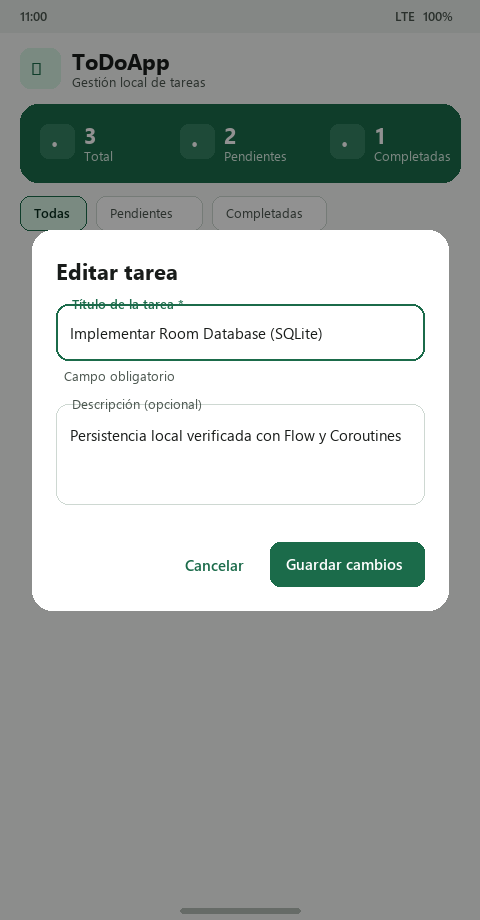 11:00
LTE 100%
ToDoApp
Gestión local de tareas
3
Total
2
Pendientes
1
Completadas
Todas
Pendientes
Completadas
Editar tarea
Título de la tarea *
Implementar Room Database (SQLite)
Campo obligatorio
Descripción (opcional)
Persistencia local verificada con Flow y Coroutines
Cancelar
Guardar cambios